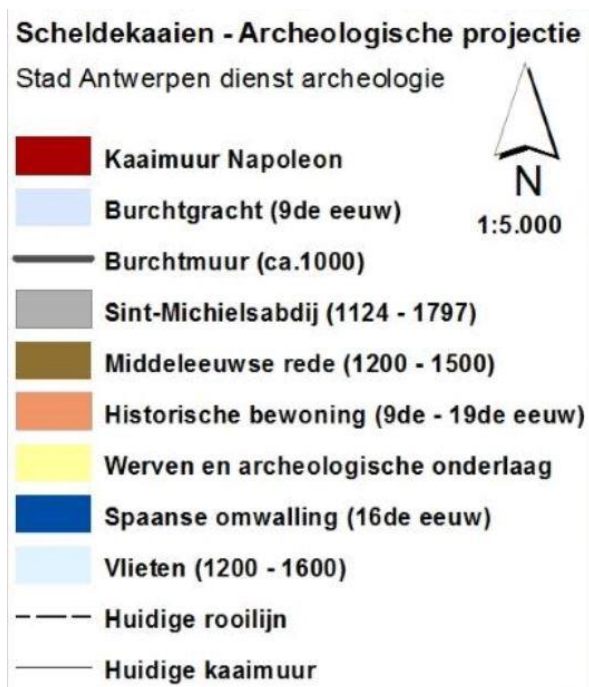 Scheldekaaien - Archeologische projectie
Stad Antwerpen dienst archeologie
N
1:5.000
Kaaimuur Napoleon
Burchtgracht (9de eeuw)
Burchtmuur (ca.1000)
Sint-Michielsabdij (1124 - 1797)
Middeleeuwse rede (1200 - 1500)
Historische bewoning (9de - 19de eeuw)
Werven en archeologische onderlaag
Spaanse omwalling (16de eeuw)
Vlieten (1200 - 1600)
Huidige rooilijn
Huidige kaaimuur